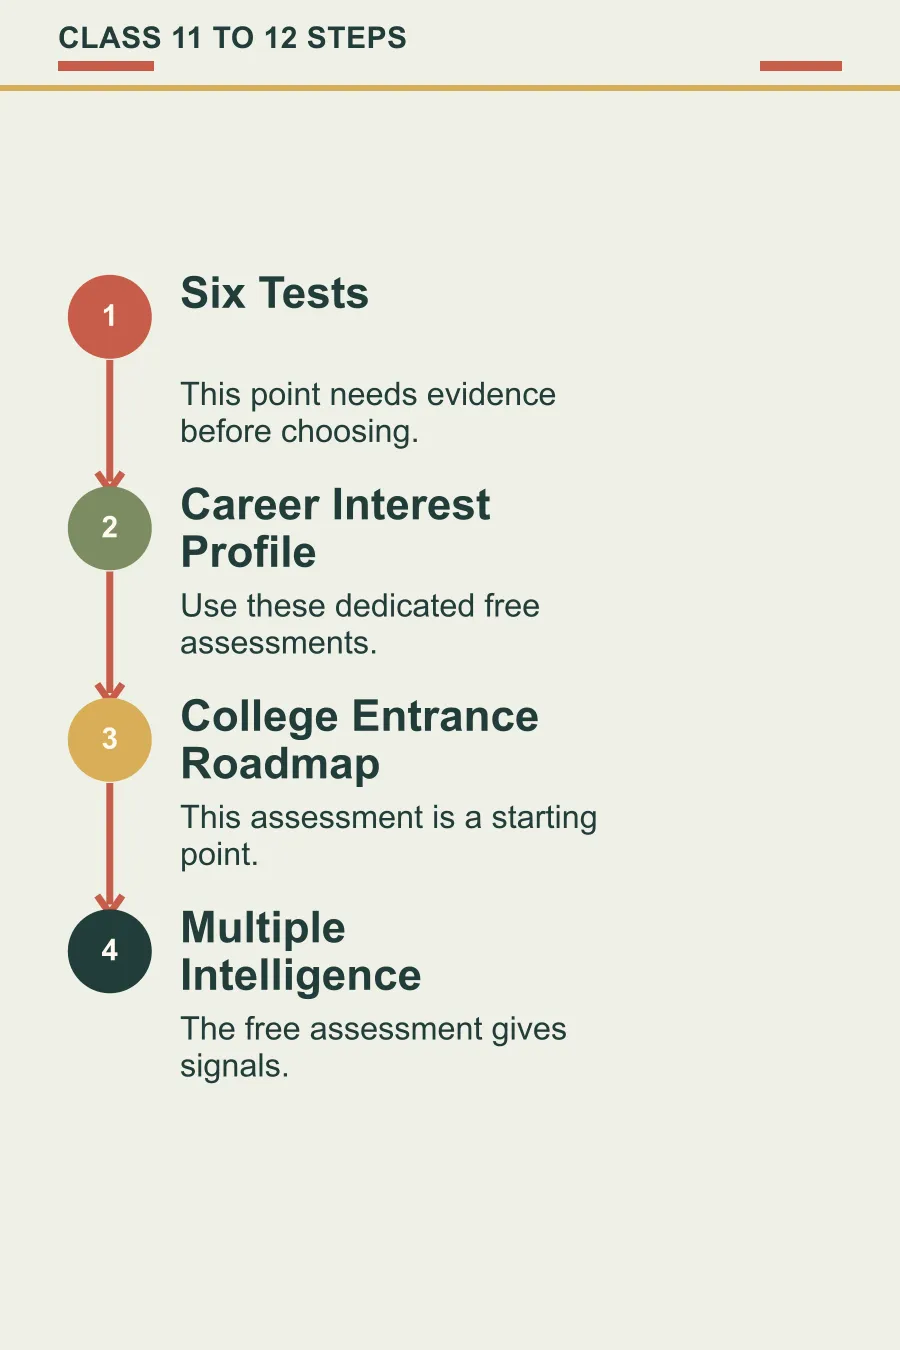 CLASS 11 TO 12 STEPS
1
Six Tests
This point needs evidence
before choosing.
2
Career Interest
Profile
Use these dedicated free
assessments.
3
College Entrance
Roadmap
This assessment is a starting
point.
4
Multiple
Intelligence
The free assessment gives
signals.